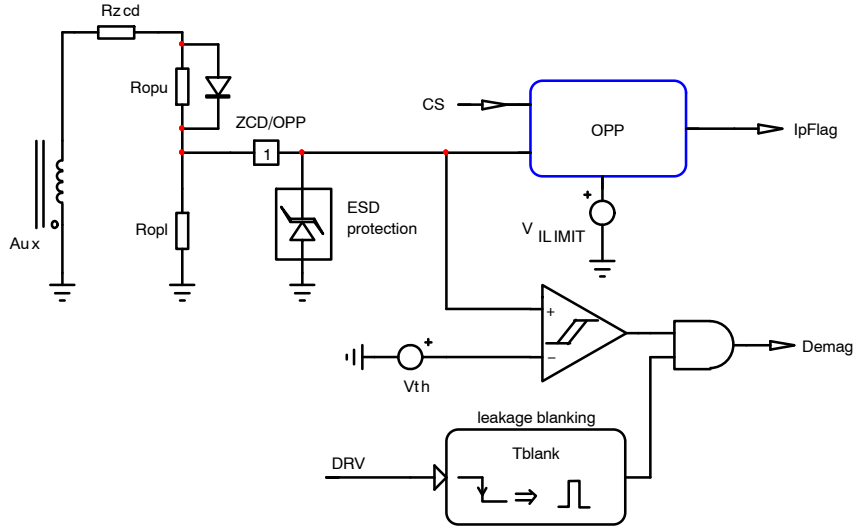 Rzcd
Ropu
ZCD/OPP
1
CS
OPP
IpFlag
ESD
protection
+
V ILIMIT
Ropl
Aux
+
−
Demag
+
Vth
leakage blanking
Tblank
DRV